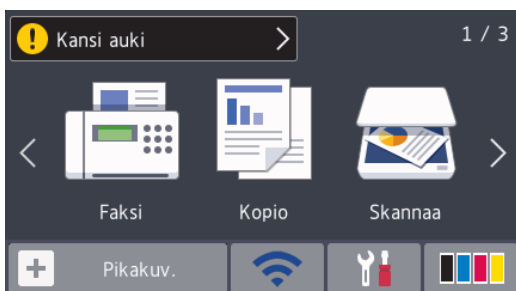 ! Kansi auki
1 / 3
Faksi Kopio Skannaa
Pikakuv.